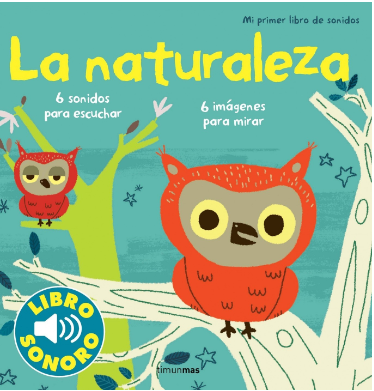 Mi primer libro de sonidos
La naturaleza
6 sonidos
para escuchar
6 imágenes
para mirar
LIBRO
SONORO
timunmas